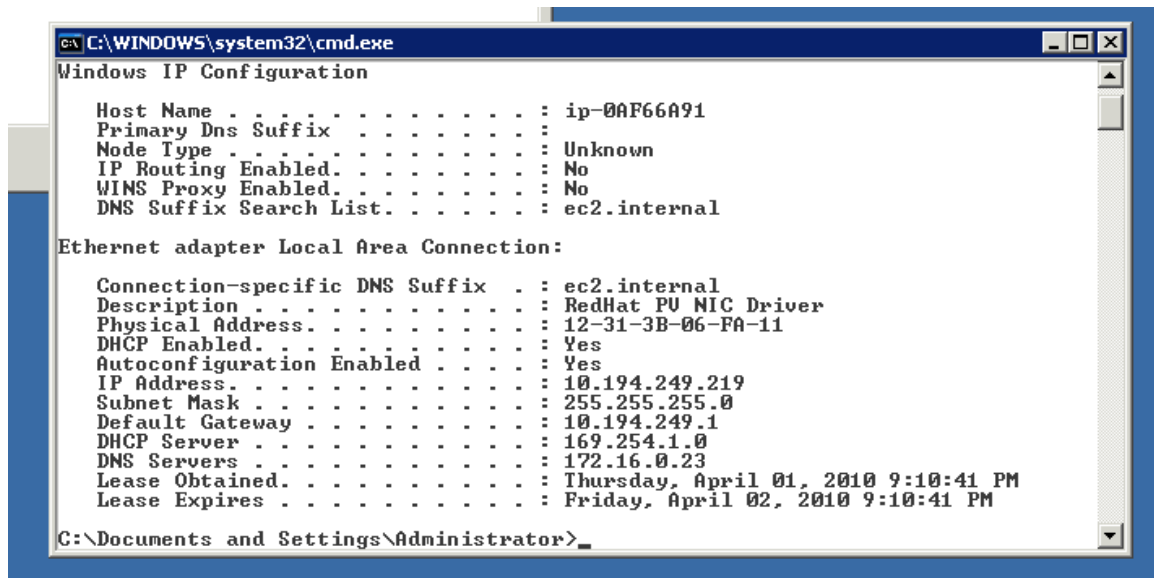 C:\WINDOWS\system32\cmd.exe
Windows IP Configuration
Host Name . . . . . . . . . . . . : ip-0AF66A91
Primary Dns Suffix . . . . . . . :
Node Type . . . . . . . . . . . . : Unknown
IP Routing Enabled. . . . . . . . : No
WINS Proxy Enabled. . . . . . . . : No
DNS Suffix Search List. . . . . . : ec2.internal
Ethernet adapter Local Area Connection:
Connection-specific DNS Suffix . : ec2.internal
Description . . . . . . . . . . . : RedHat PV NIC Driver
Physical Address. . . . . . . . . : 12-31-3B-06-FA-11
DHCP Enabled. . . . . . . . . . . : Yes
Autoconfiguration Enabled . . . . : Yes
IP Address. . . . . . . . . . . . : 10.194.249.219
Subnet Mask . . . . . . . . . . . : 255.255.255.0
Default Gateway . . . . . . . . . : 10.194.249.1
DHCP Server . . . . . . . . . . . : 169.254.1.0
DNS Servers . . . . . . . . . . . : 172.16.0.23
Lease Obtained. . . . . . . . . . : Thursday, April 01, 2010 9:10:41 PM
Lease Expires . . . . . . . . . . : Friday, April 02, 2010 9:10:41 PM
C:\Documents and Settings\Administrator>_